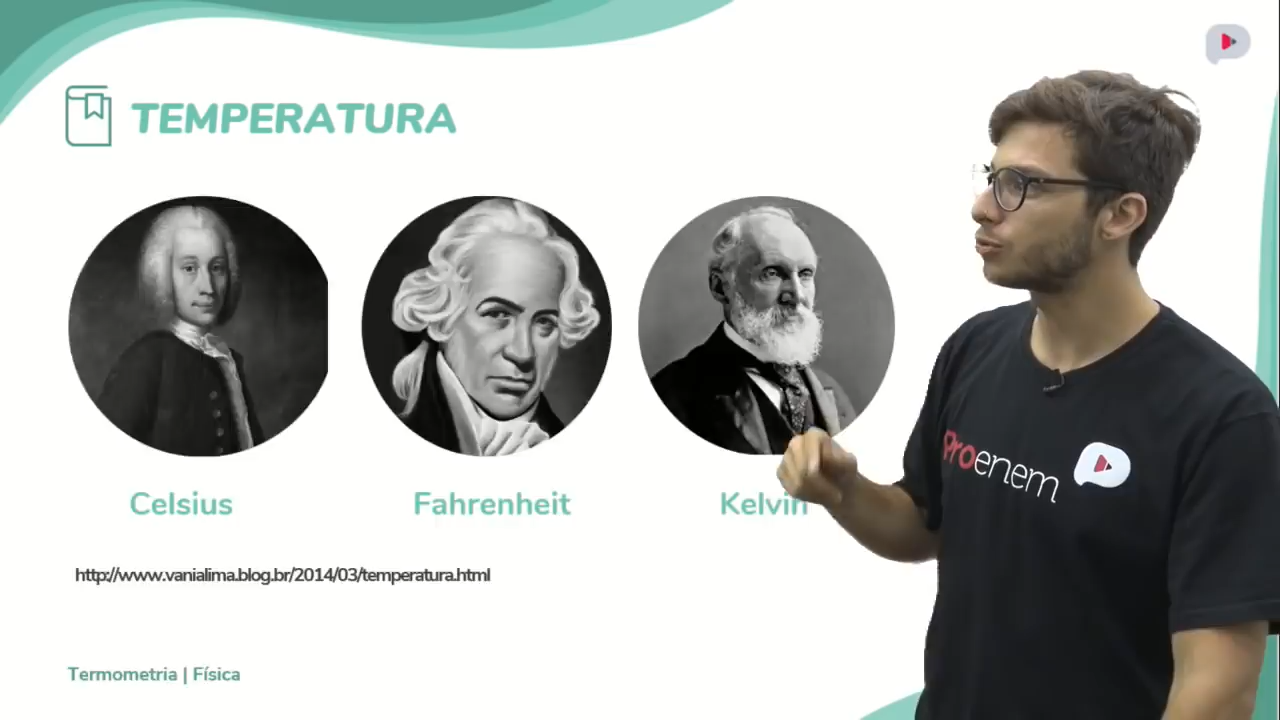 TEMPERATURA
Celsius
Fahrenheit
Kelvin
http://www.vanialima.blog.br/2014/03/temperatura.html
Termometria | Física
Proenem